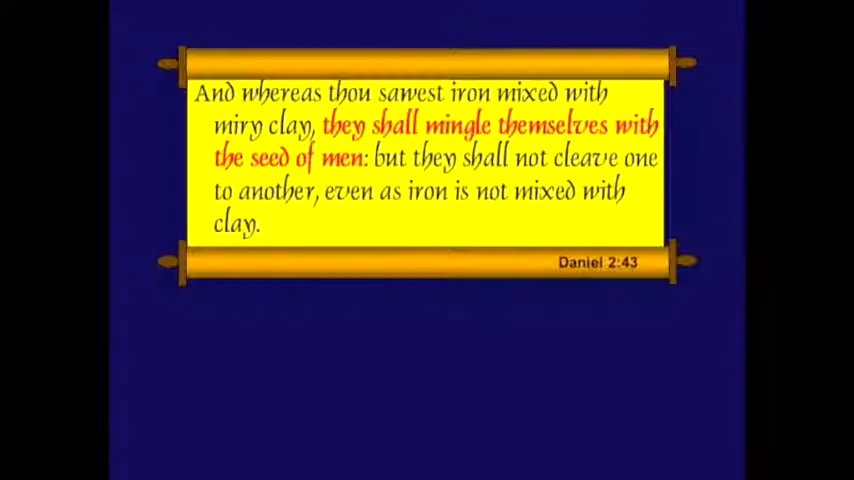 And whereas thou sawest iron mixed with
miry clay, they shall mingle themselves with
the seed of men: but they shall not cleave one
to another, even as iron is not mixed with
clay.
Daniel 2:43